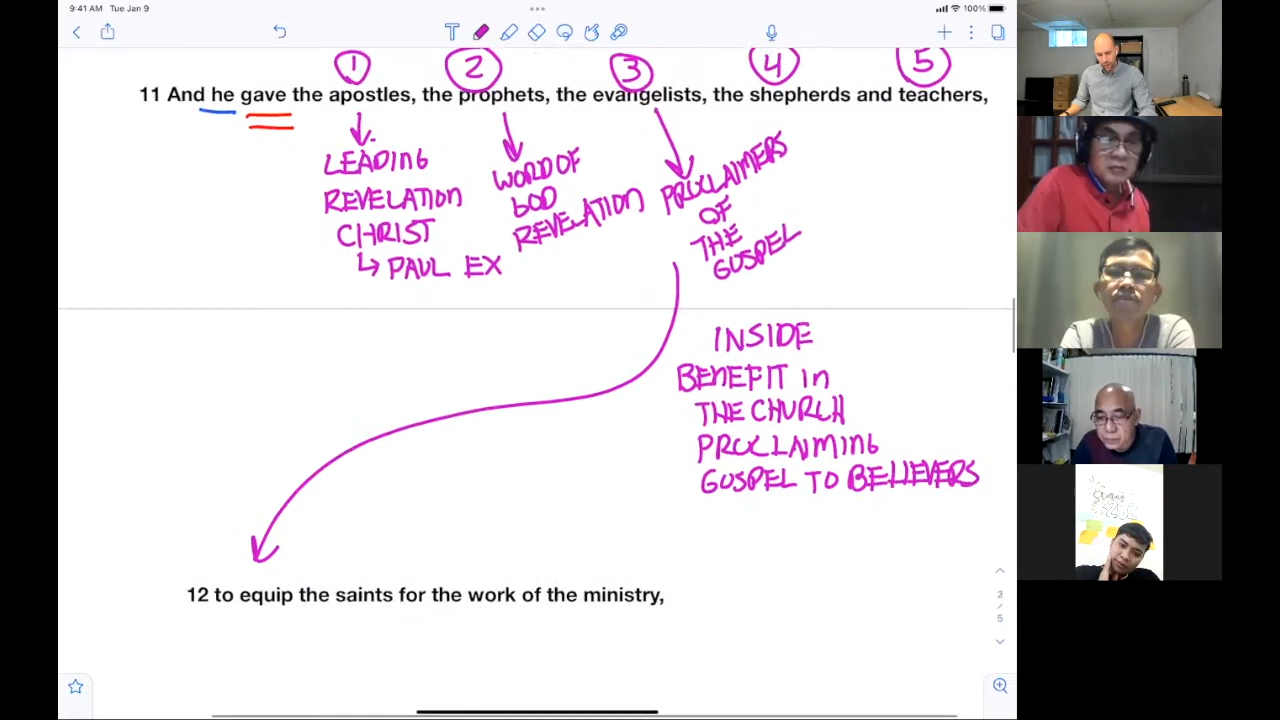 9:41 AM Tue Jan 9
100%
T
1 2 3 4 5
11 And he gave the apostles, the prophets, the evangelists, the shepherds and teachers,
LEADING
REVELATION
CHRIST
↳ PAUL EX
WORD OF
GOD
REVELATION
PROCLAIMERS
OF
THE
GOSPEL
INSIDE
BENEFIT in
THE CHURCH
PROCLAIMING
GOSPEL TO BELIEVERS
12 to equip the saints for the work of the ministry,
3
/
5